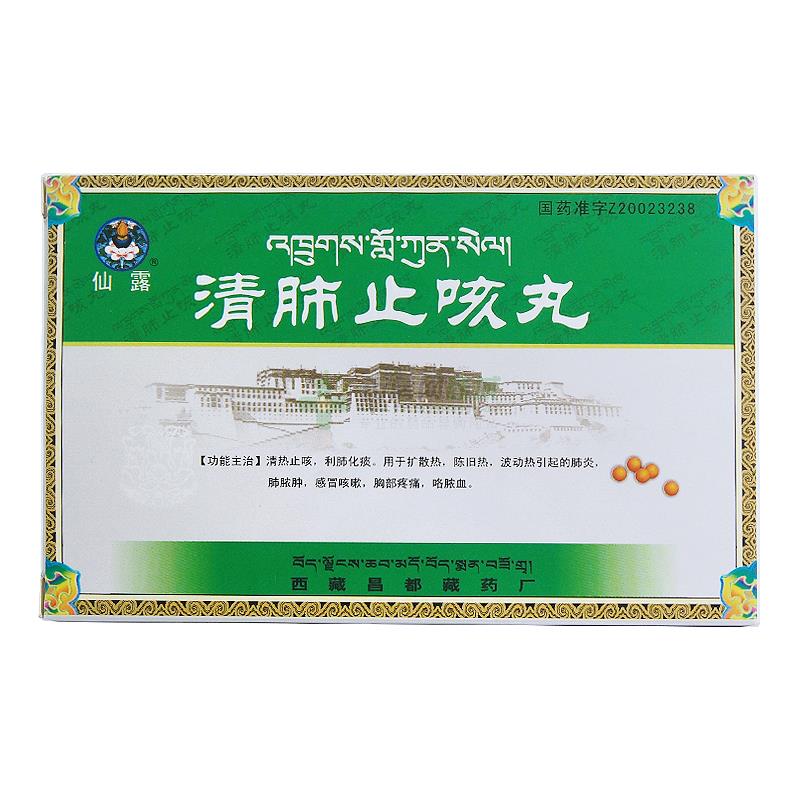 国药准字Z20023238
འཁྲུགས་གློ་ཀུན་སེལ།
仙露®
清肺止咳丸
【功能主治】清热止咳，利肺化痰。用于扩散热，陈旧热，波动热引起的肺炎，
肺脓肿，感冒咳嗽，胸部疼痛，咯脓血。
བོད་ལྗོངས་ཆབ་མདོ་བོད་སྨན་བཟོ་གྲྭ།
西藏昌都藏药厂